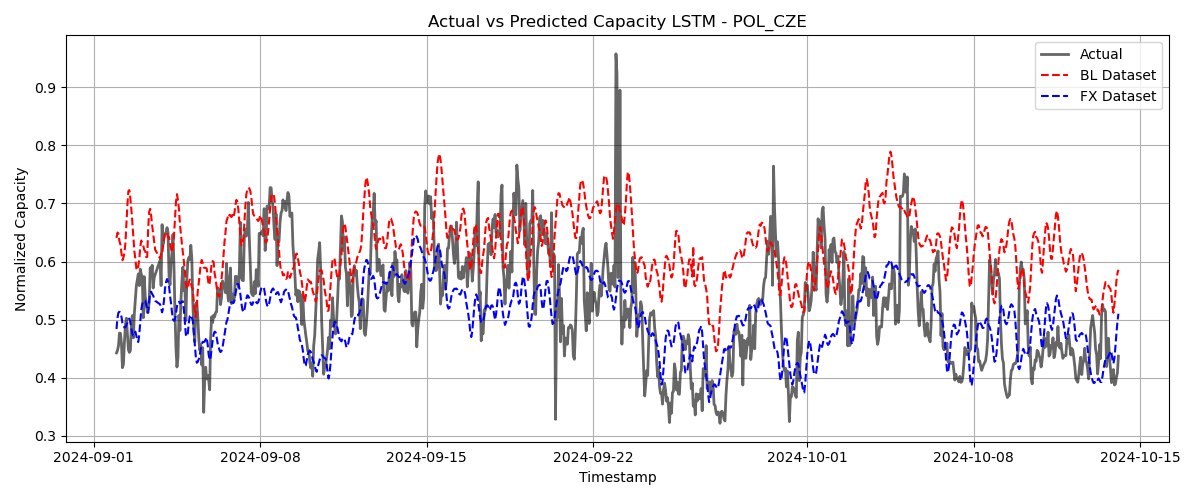 Actual vs Predicted Capacity LSTM - POL_CZE
Normalized Capacity
0.9
0.8
0.7
0.6
0.5
0.4
0.3
Actual
BL Dataset
FX Dataset
2024-09-01 2024-09-08 2024-09-15 2024-09-22 2024-10-01 2024-10-08 2024-10-15
Timestamp